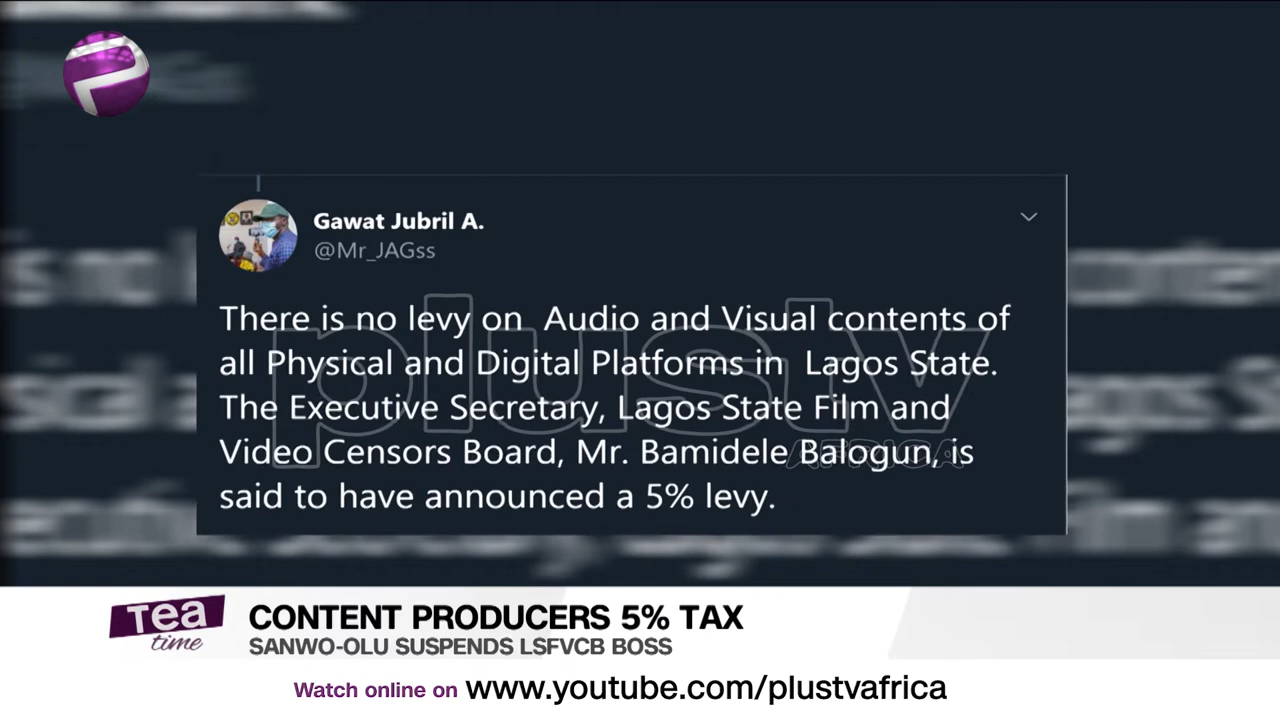 Gawat Jubril A.
@Mr_JAGss
There is no levy on Audio and Visual contents of
all Physical and Digital Platforms in Lagos State.
The Executive Secretary, Lagos State Film and
Video Censors Board, Mr. Bamidele Balogun, is
said to have announced a 5% levy.
plustv
AFRICA
Tea
time
CONTENT PRODUCERS 5% TAX
SANWO-OLU SUSPENDS LSFVCB BOSS
Watch online on www.youtube.com/plustvafrica